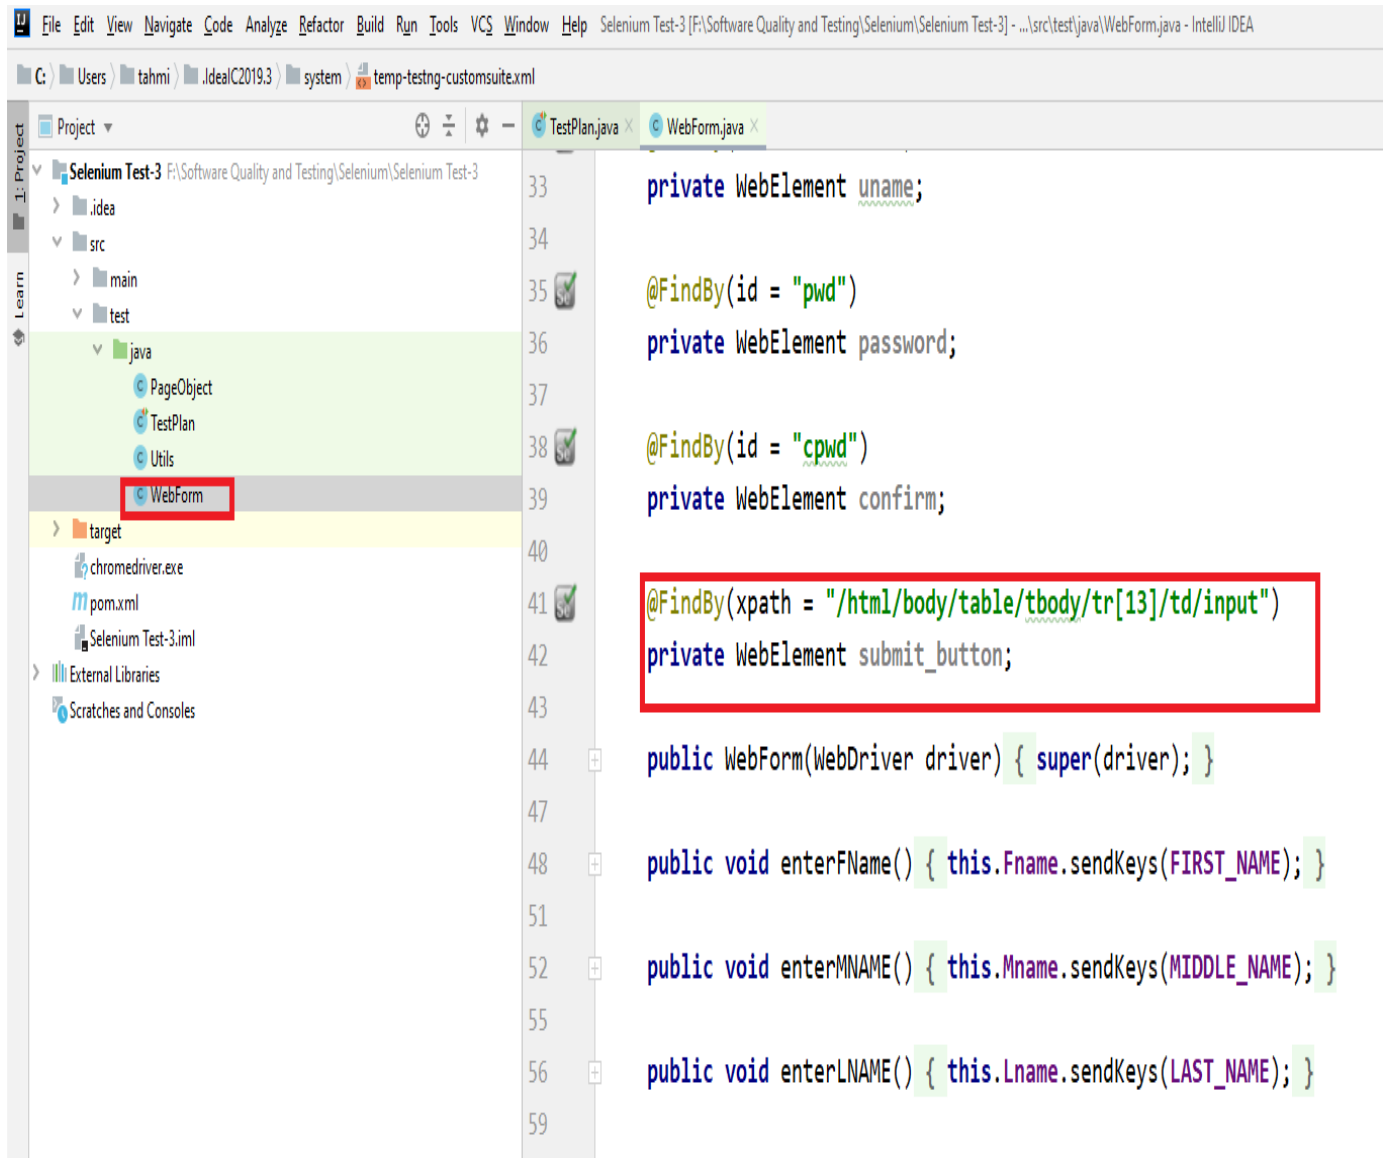 File Edit View Navigate Code Analyze Refactor Build Run Tools VCS Window Help Selenium Test-3 [F:\Software Quality and Testing\Selenium\Selenium Test-3] - ...\src\test\java\WebForm.java - IntelliJ IDEA
C: Users tahmi .IdeaIC2019.3 system temp-testng-customsuite.xml
1: Project
Learn
Project
Selenium Test-3 F:\Software Quality and Testing\Selenium\Selenium Test-3
.idea
src
main
test
java
PageObject
TestPlan
Utils
WebForm
target
chromedriver.exe
pom.xml
Selenium Test-3.iml
External Libraries
Scratches and Consoles
TestPlan.java WebForm.java
33 private WebElement uname;
34
35 @FindBy(id = "pwd")
36 private WebElement password;
37
38 @FindBy(id = "cpwd")
39 private WebElement confirm;
40
41 @FindBy(xpath = "/html/body/table/tbody/tr[13]/td/input")
42 private WebElement submit_button;
43
44 public WebForm(WebDriver driver) { super(driver); }
47
48 public void enterFName() { this.Fname.sendKeys(FIRST_NAME); }
51
52 public void enterMNAME() { this.Mname.sendKeys(MIDDLE_NAME); }
55
56 public void enterLNAME() { this.Lname.sendKeys(LAST_NAME); }
59